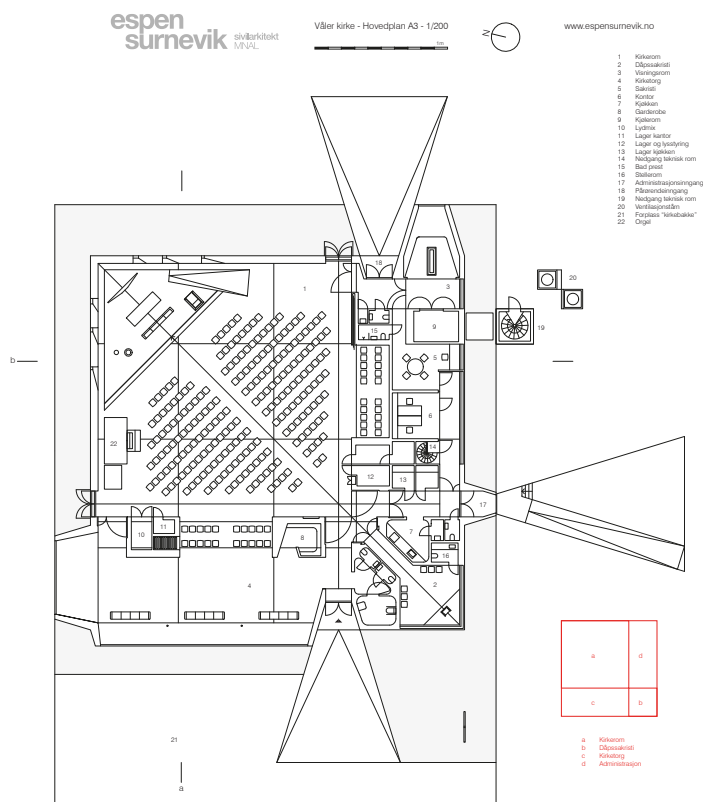 espen
surnevik sivilarkitekt
MNAL
Våler kirke - Hovedplan A3 - 1/200
1m
N
www.espensurnevik.no
1 Kirkerom
2 Dåpssakristi
3 Visningsrom
4 Kirketorg
5 Sakristi
6 Kontor
7 Kjøkken
8 Garderobe
9 Kjølerom
10 Lydmix
11 Lager kantor
12 Lager og lysstyring
13 Lager kjøkken
14 Nedgang teknisk rom
15 Bad prest
16 Stellerom
17 Administrasjonsinngang
18 Pårørendeinngang
19 Nedgang teknisk rom
20 Ventilasjonstårn
21 Forplass "kirkebakke"
22 Orgel
18
20
1
3
15
9
19
b
5
6
22
14
12
13
17
11
10
8
7
16
4
2
21
a
a
d
c
b
a Kirkerom
b Dåpssakristi
c Kirketorg
d Administrasjon